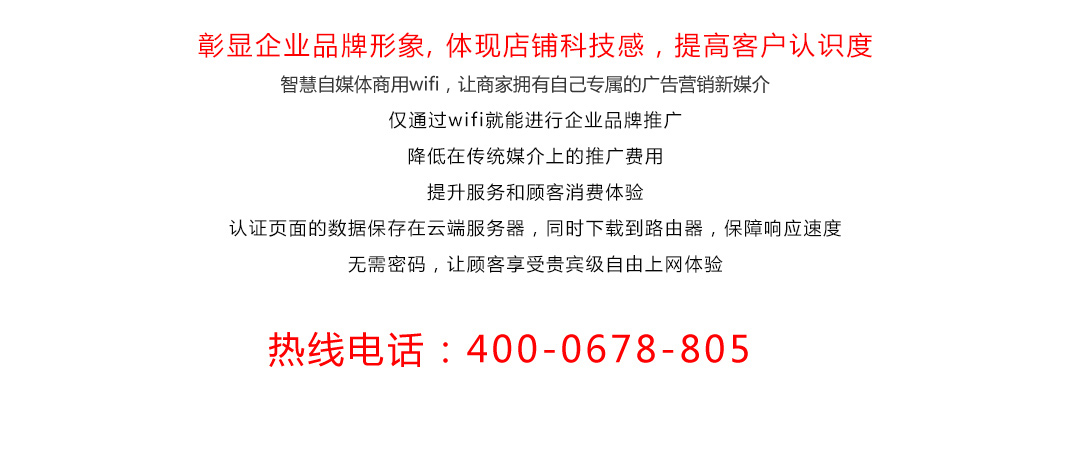 彰显企业品牌形象, 体现店铺科技感，提高客户认识度
智慧自媒体商用wifi，让商家拥有自己专属的广告营销新媒介
仅通过wifi就能进行企业品牌推广
降低在传统媒介上的推广费用
提升服务和顾客消费体验
认证页面的数据保存在云端服务器，同时下载到路由器，保障响应速度
无需密码，让顾客享受贵宾级自由上网体验
热线电话：400-0678-805